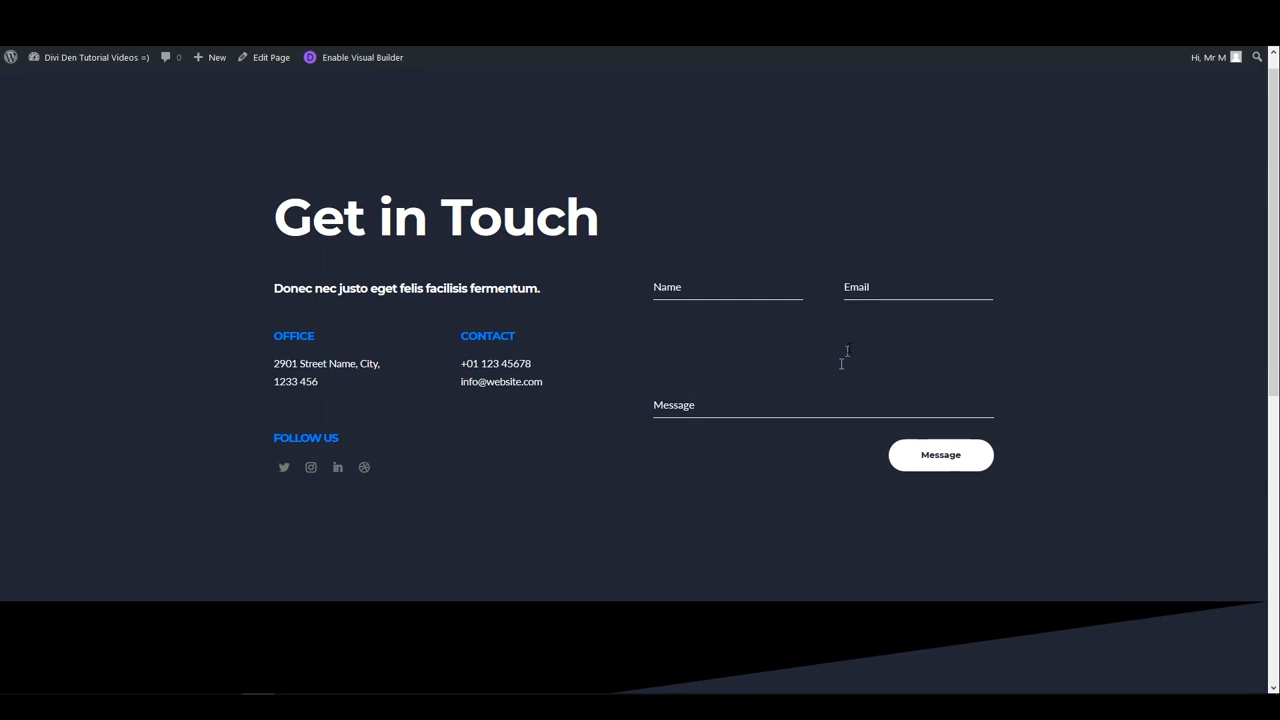 Divi Den Tutorial Videos =) 0 New Edit Page D Enable Visual Builder Hi, Mr M
Get in Touch
Donec nec justo eget felis facilisis fermentum.
OFFICE
2901 Street Name, City,
1233 456
CONTACT
+01 123 45678
info@website.com
FOLLOW US
Name
Email
Message
Message